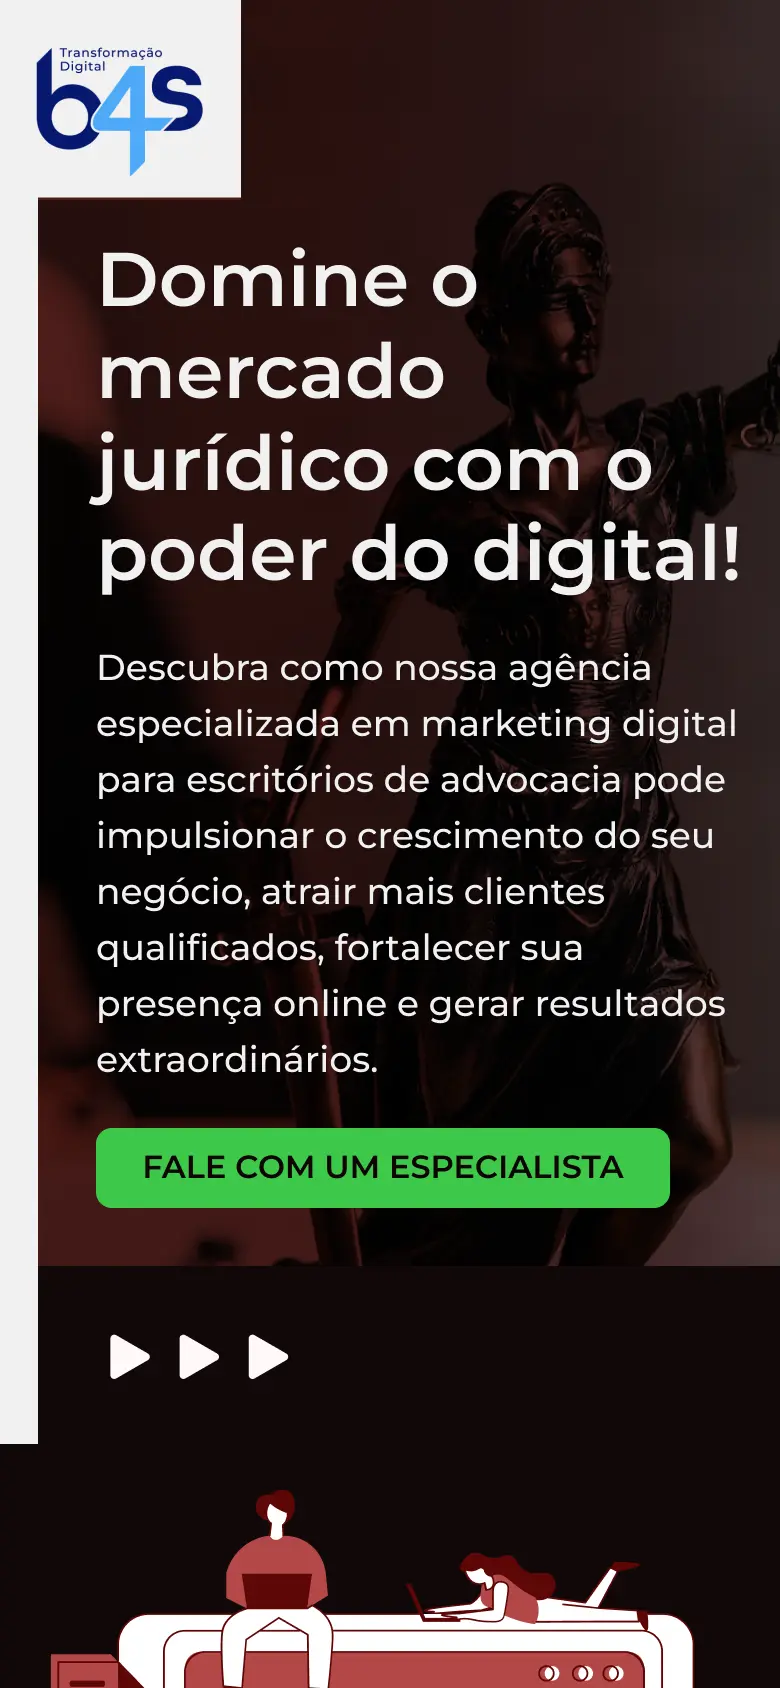 Transformação
Digital
b4s
Domine o
mercado
jurídico com o
poder do digital!
Descubra como nossa agência
especializada em marketing digital
para escritórios de advocacia pode
impulsionar o crescimento do seu
negócio, atrair mais clientes
qualificados, fortalecer sua
presença online e gerar resultados
extraordinários.
FALE COM UM ESPECIALISTA